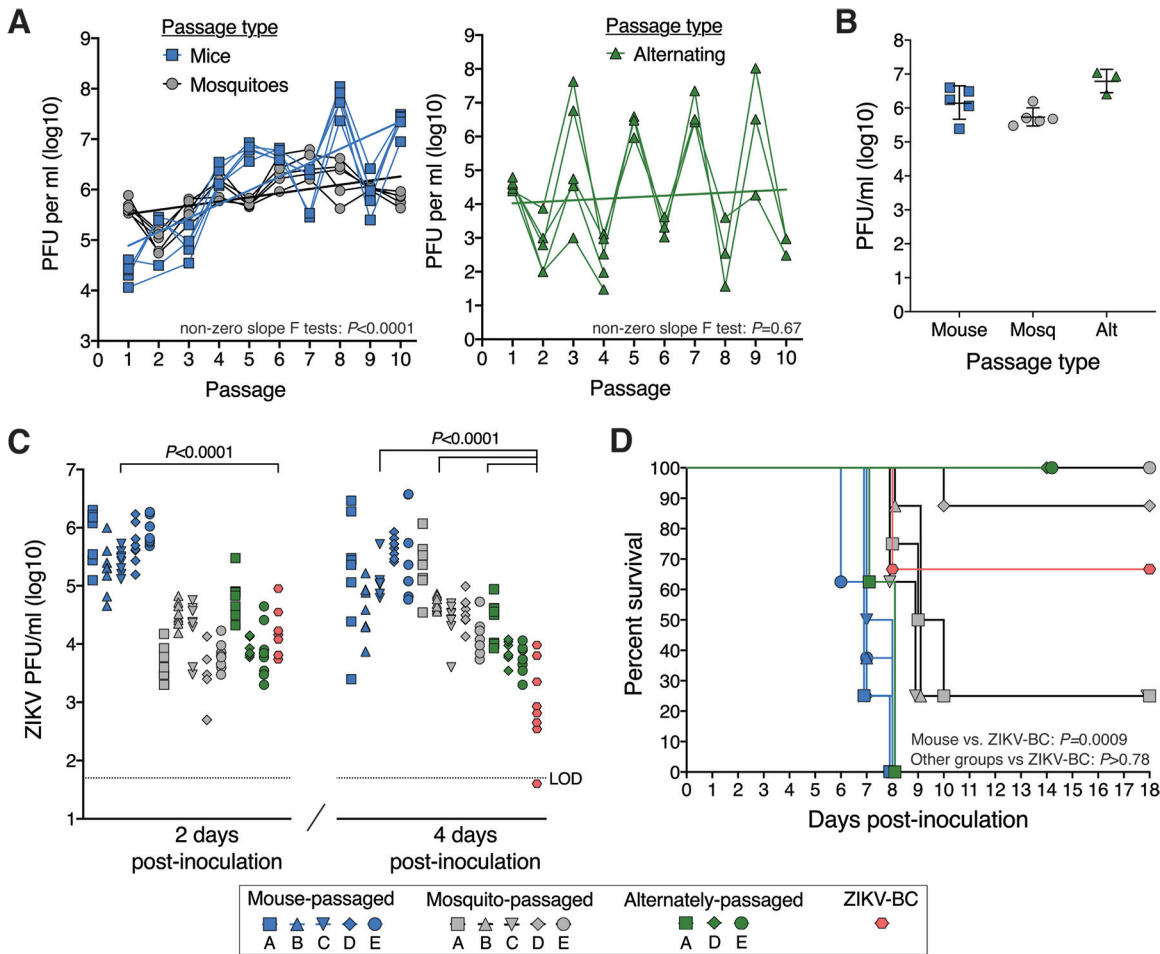 A
Passage type
Mice
Mosquitoes
PFU per ml (log10)
9
8
7
6
5
4
3
non-zero slope F tests: P<0.0001
0 1 2 3 4 5 6 7 8 9 10
Passage
Passage type
Alternating
PFU per ml (log10)
9
8
7
6
5
4
3
2
1
0
non-zero slope F test: P=0.67
0 1 2 3 4 5 6 7 8 9 10
Passage
B
PFU/ml (log10)
8
7
6
5
4
3
2
1
0
Mouse Mosq Alt
Passage type
C
P<0.0001
P<0.0001
ZIKV PFU/ml (log10)
7
6
5
4
3
2
1
LOD
2 days
post-inoculation
4 days
post-inoculation
D
Percent survival
100
90
80
70
60
50
40
30
20
10
0
Mouse vs. ZIKV-BC: P=0.0009
Other groups vs ZIKV-BC: P>0.78
0 1 2 3 4 5 6 7 8 9 10 11 12 13 14 15 16 17 18
Days post-inoculation
Mouse-passaged Mosquito-passaged Alternately-passaged ZIKV-BC
A B C D E A B C D E A D E